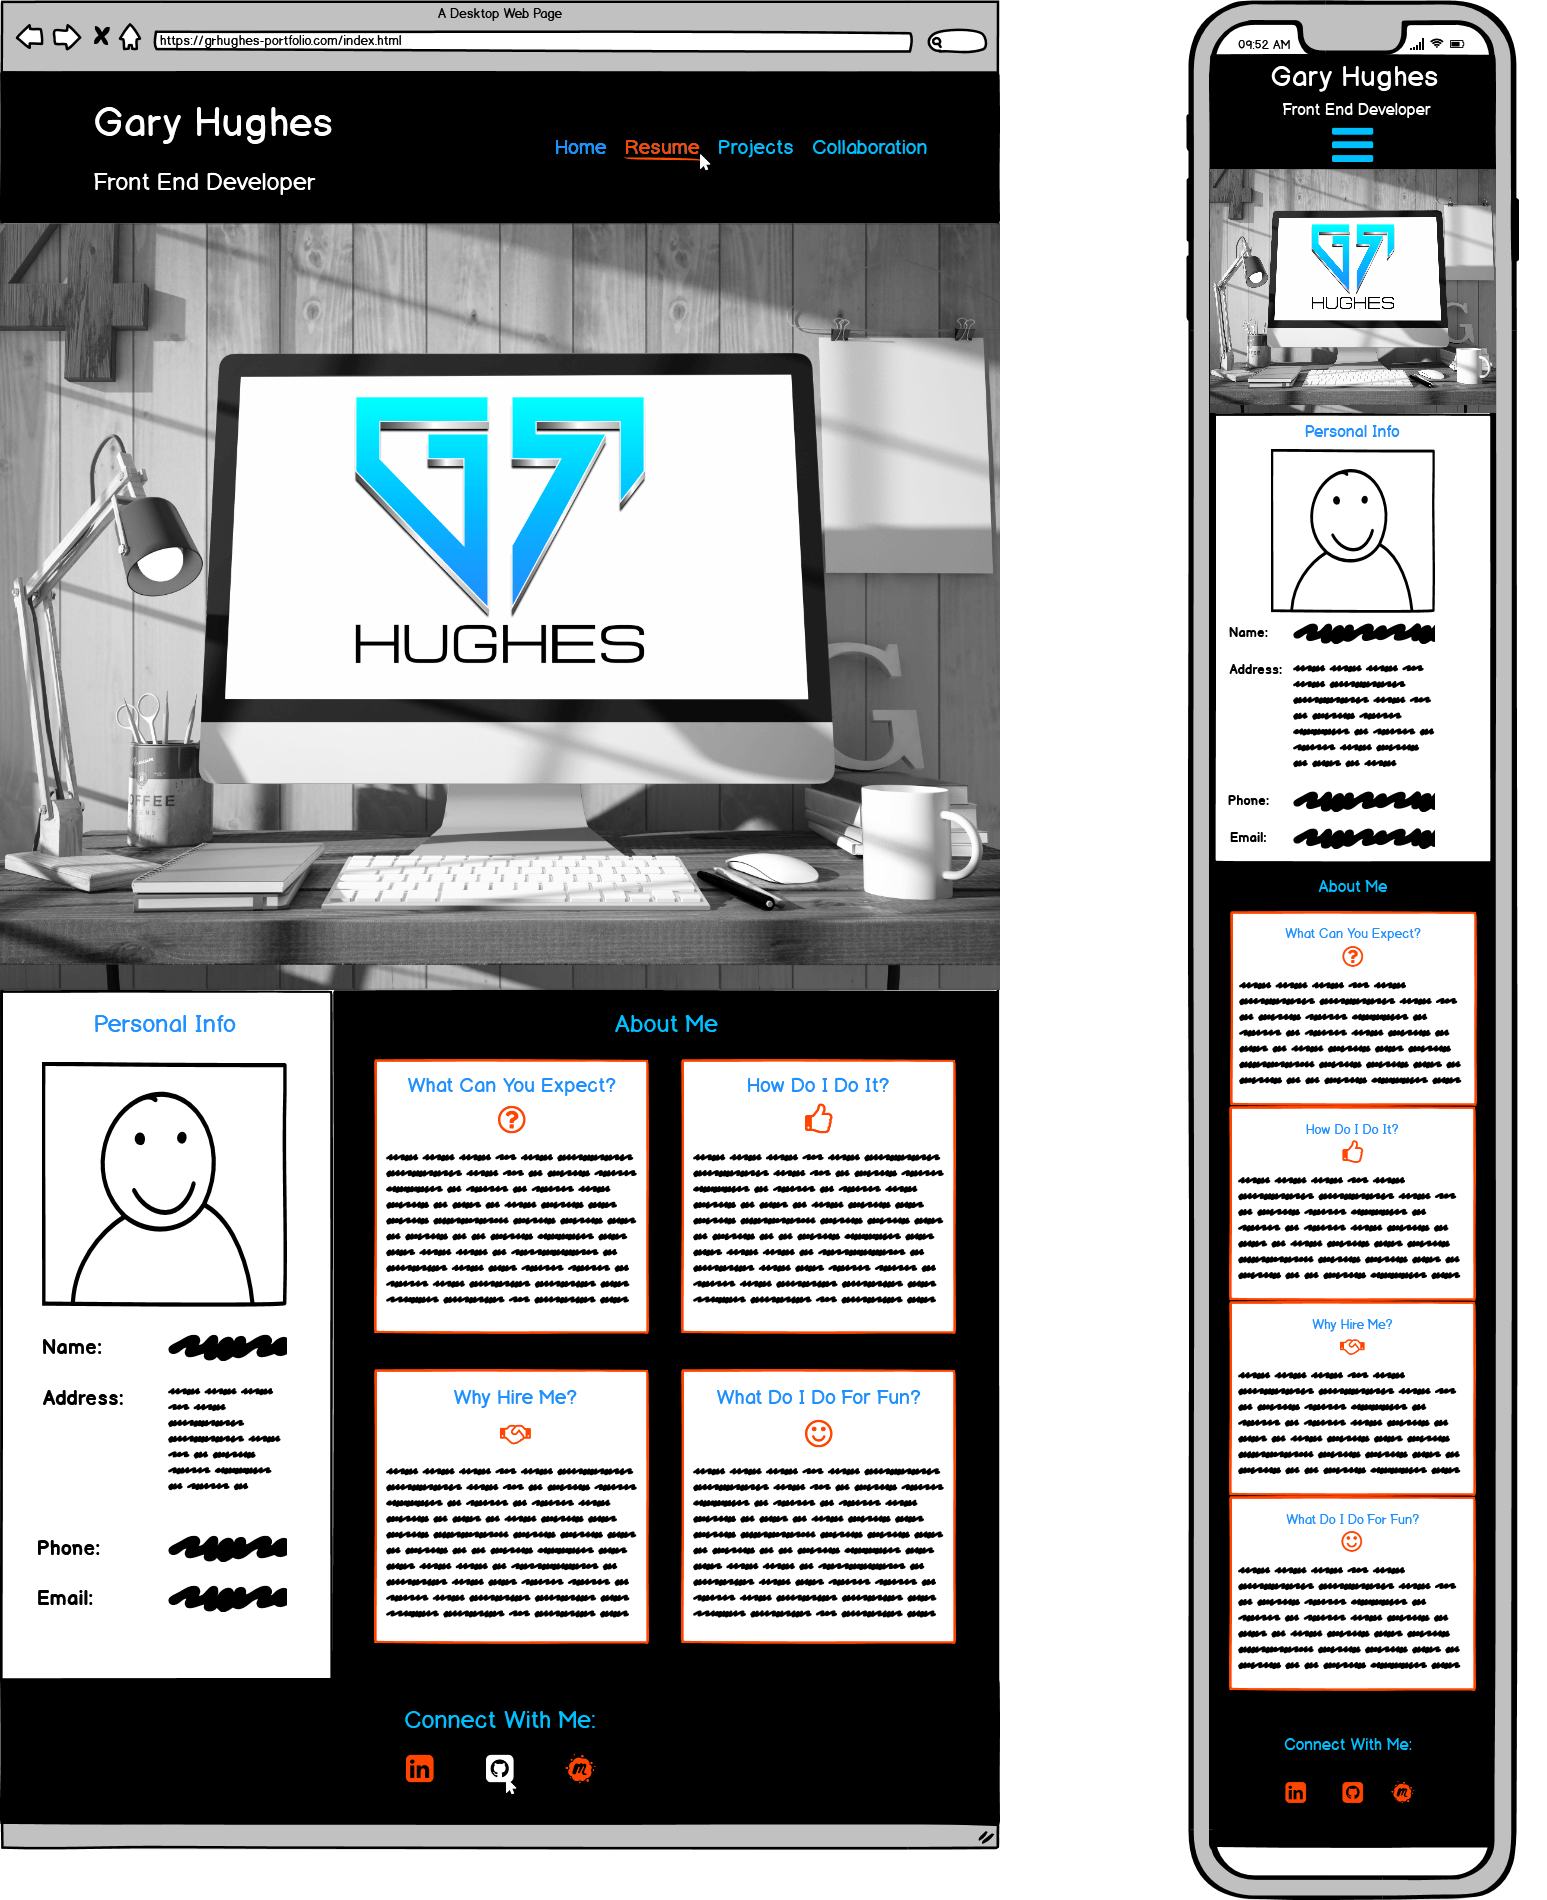 A Desktop Web Page
https://grhughes-portfolio.com/index.html
Gary Hughes
Home Resume Projects Collaboration
Front End Developer
HUGHES
Premium
OFFEE
G
Personal Info
About Me
What Can You Expect?
How Do I Do It?
Name:
Address:
Why Hire Me?
What Do I Do For Fun?
Phone:
Email:
Connect With Me:
in
m
09:52 AM
Gary Hughes
Front End Developer
HUGHES
G
Personal Info
Name:
Address:
Phone:
Email:
About Me
What Can You Expect?
How Do I Do It?
Why Hire Me?
What Do I Do For Fun?
Connect With Me:
in
m